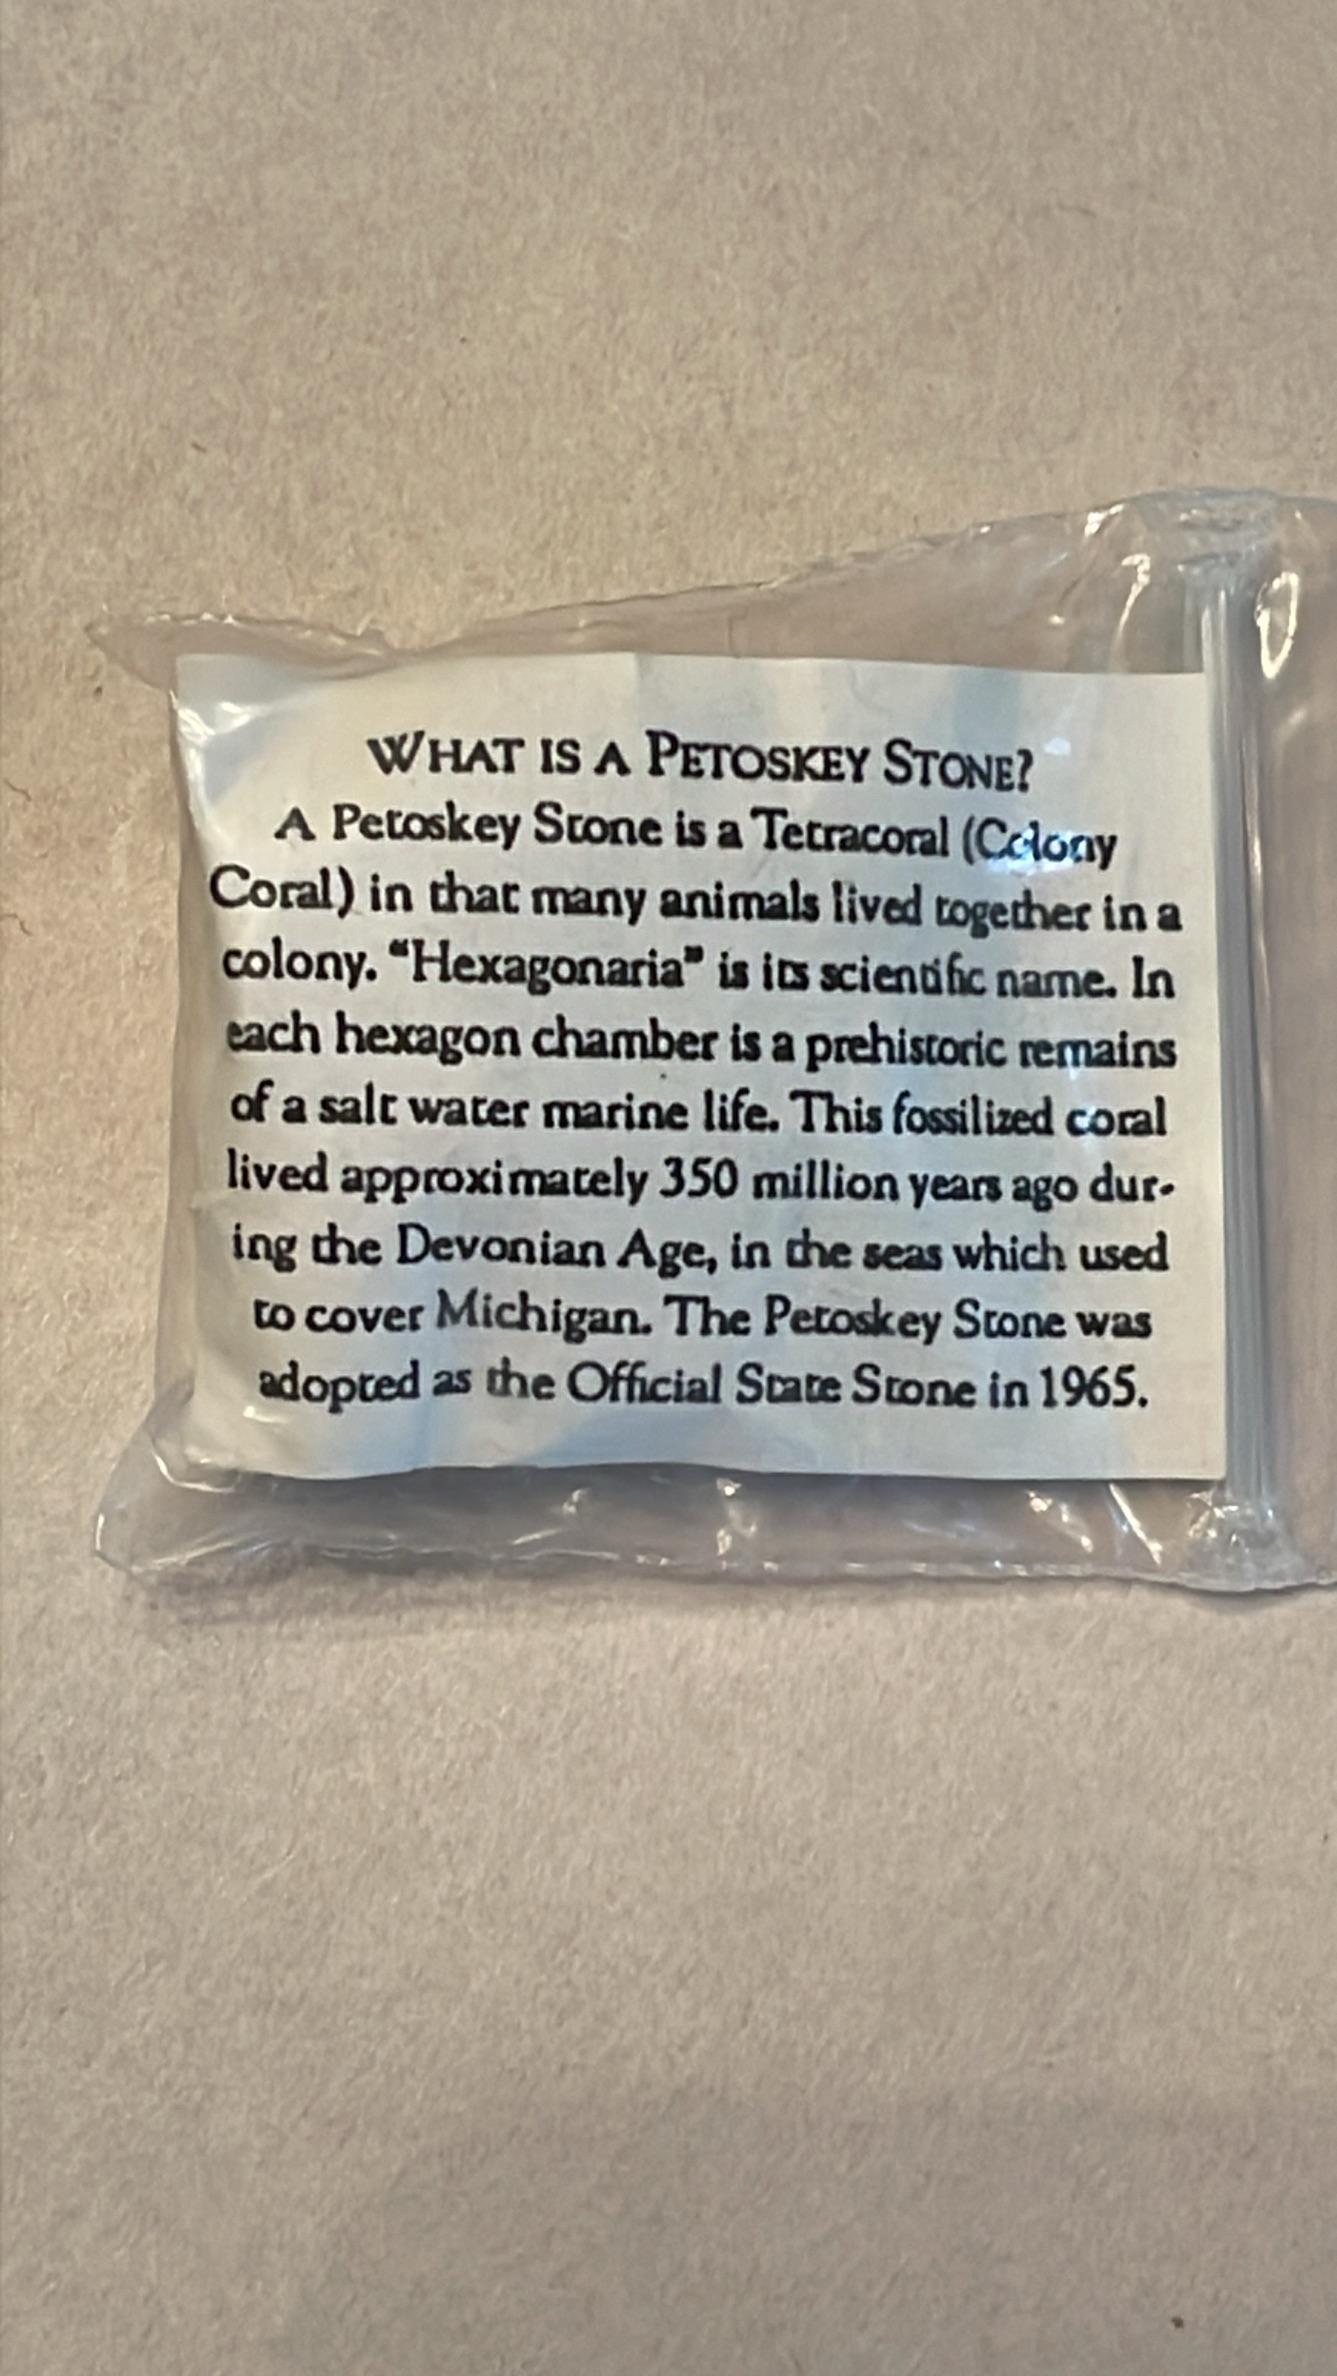 WHAT IS A PETOSKEY STONE?
A Petoskey Stone is a Tetracoral (Colony
Coral) in that many animals lived together in a
colony. "Hexagonaria" is its scientific name. In
each hexagon chamber is a prehistoric remains
of a salt water marine life. This fossilized coral
lived approximately 350 million years ago dur-
ing the Devonian Age, in the seas which used
to cover Michigan. The Petoskey Stone was
adopted as the Official State Stone in 1965.